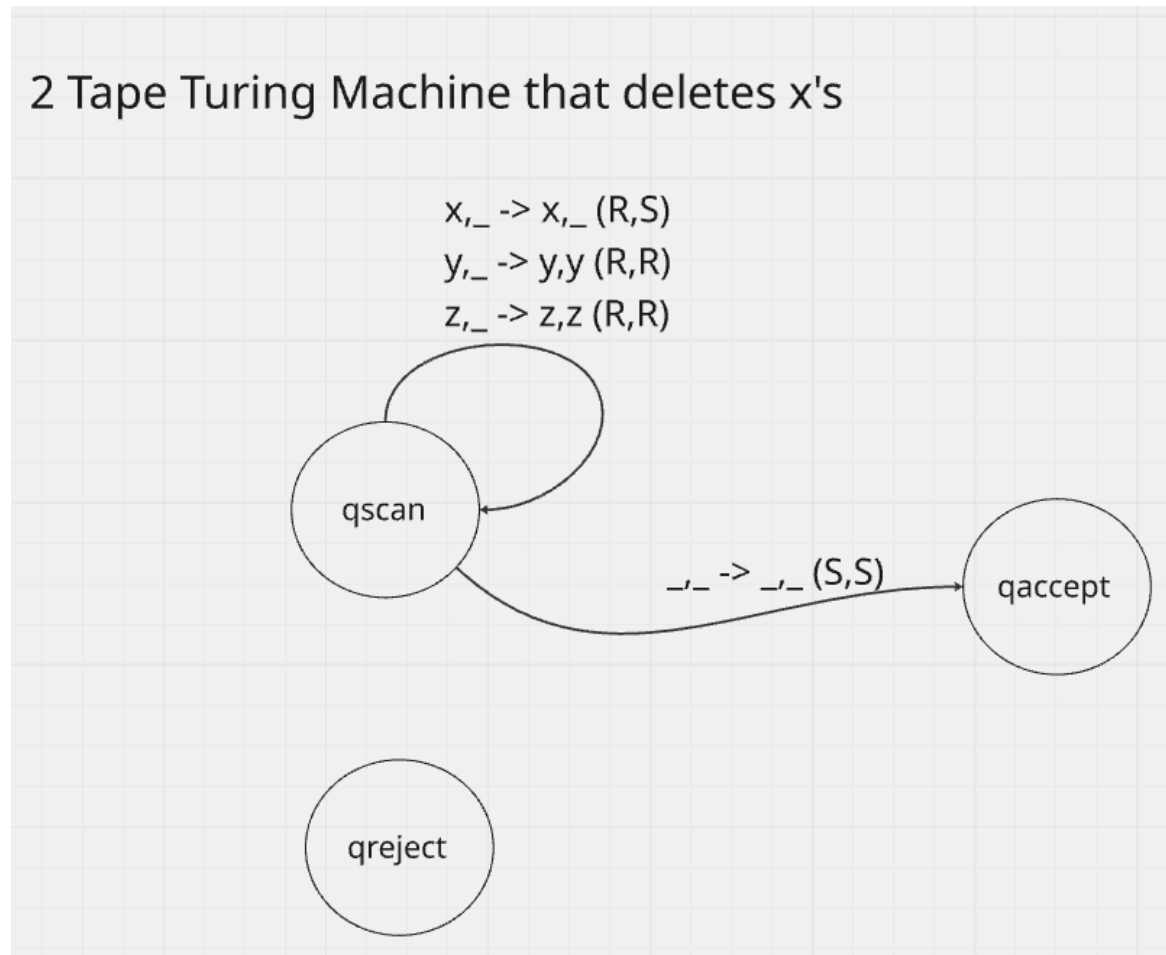 2 Tape Turing Machine that deletes x's
x,_ -> x,_ (R,S)
y,_ -> y,y (R,R)
z,_ -> z,z (R,R)
qscan
_,_ -> _,_ (S,S)
qaccept
qreject